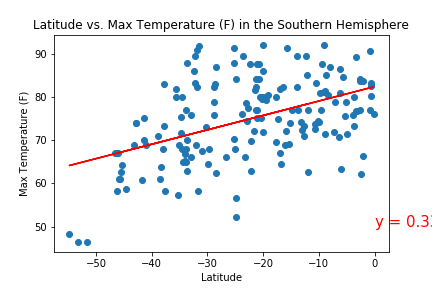 Latitude vs. Max Temperature (F) in the Southern Hemisphere
Max Temperature (F)
90
80
70
60
50
y = 0.33
−50
−40
−30
−20
−10
0
Latitude